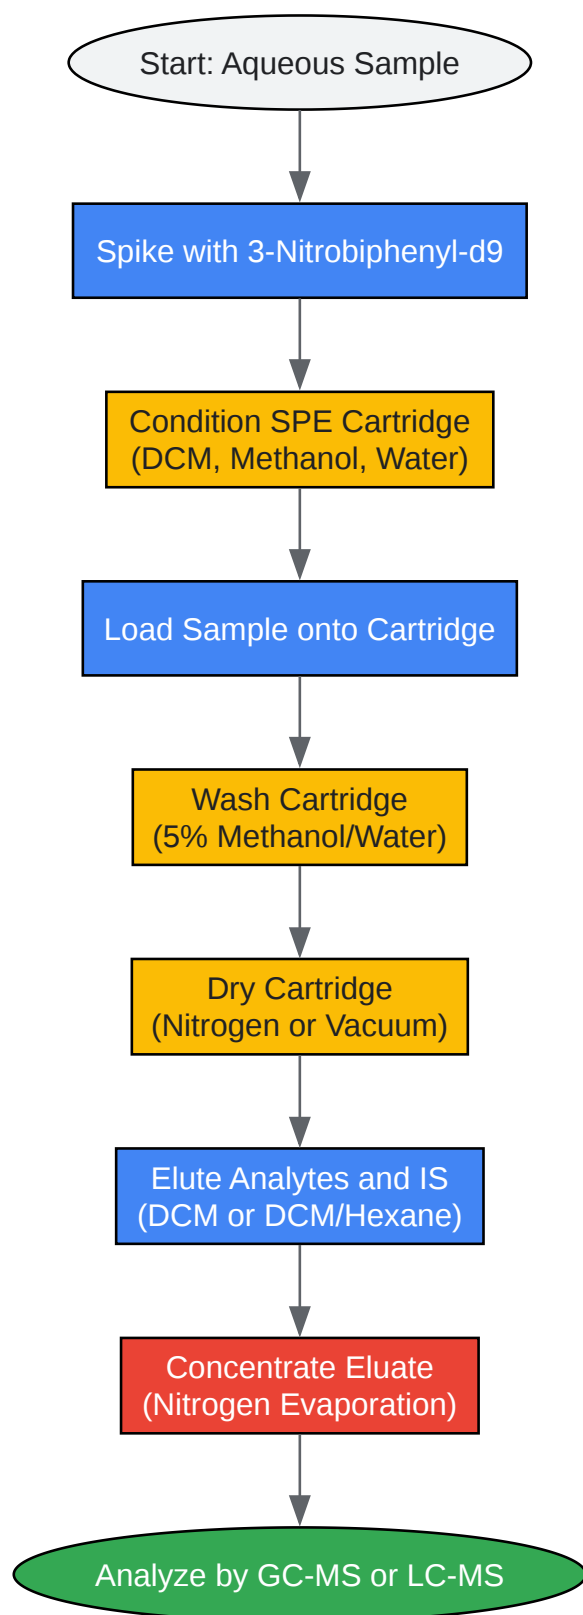 Start: Aqueous Sample
Spike with 3-Nitrobiphenyl-d9
Condition SPE Cartridge
(DCM, Methanol, Water)
Load Sample onto Cartridge
Wash Cartridge
(5% Methanol/Water)
Dry Cartridge
(Nitrogen or Vacuum)
Elute Analytes and IS
(DCM or DCM/Hexane)
Concentrate Eluate
(Nitrogen Evaporation)
Analyze by GC-MS or LC-MS